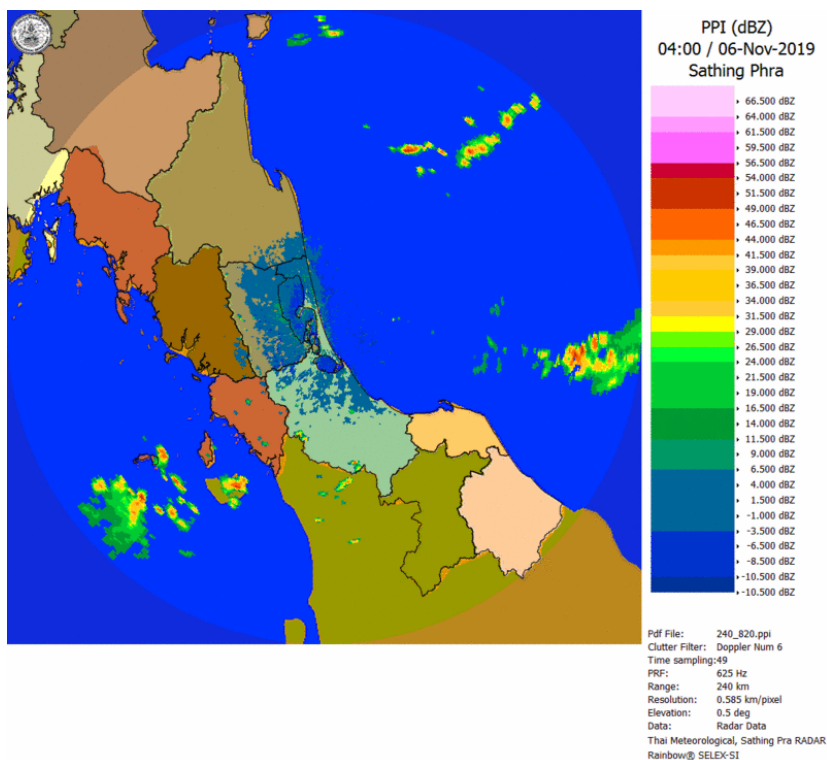 PPI (dBZ)
04:00 / 06-Nov-2019
Sathing Phra
66.500 dBZ
64.000 dBZ
61.500 dBZ
59.500 dBZ
56.500 dBZ
54.000 dBZ
51.500 dBZ
49.000 dBZ
46.500 dBZ
44.000 dBZ
41.500 dBZ
39.000 dBZ
36.500 dBZ
34.000 dBZ
31.500 dBZ
29.000 dBZ
26.500 dBZ
24.000 dBZ
21.500 dBZ
19.000 dBZ
16.500 dBZ
14.000 dBZ
11.500 dBZ
9.000 dBZ
6.500 dBZ
4.000 dBZ
1.500 dBZ
-1.000 dBZ
-3.500 dBZ
-6.500 dBZ
-8.500 dBZ
-10.500 dBZ
-10.500 dBZ
Pdf File: 240_820.ppi
Clutter Filter: Doppler Num 6
Time sampling:49
PRF: 625 Hz
Range: 240 km
Resolution: 0.585 km/pixel
Elevation: 0.5 deg
Data: Radar Data
Thai Meteorological, Sathing Pra RADAR
Rainbow® SELEX-SI